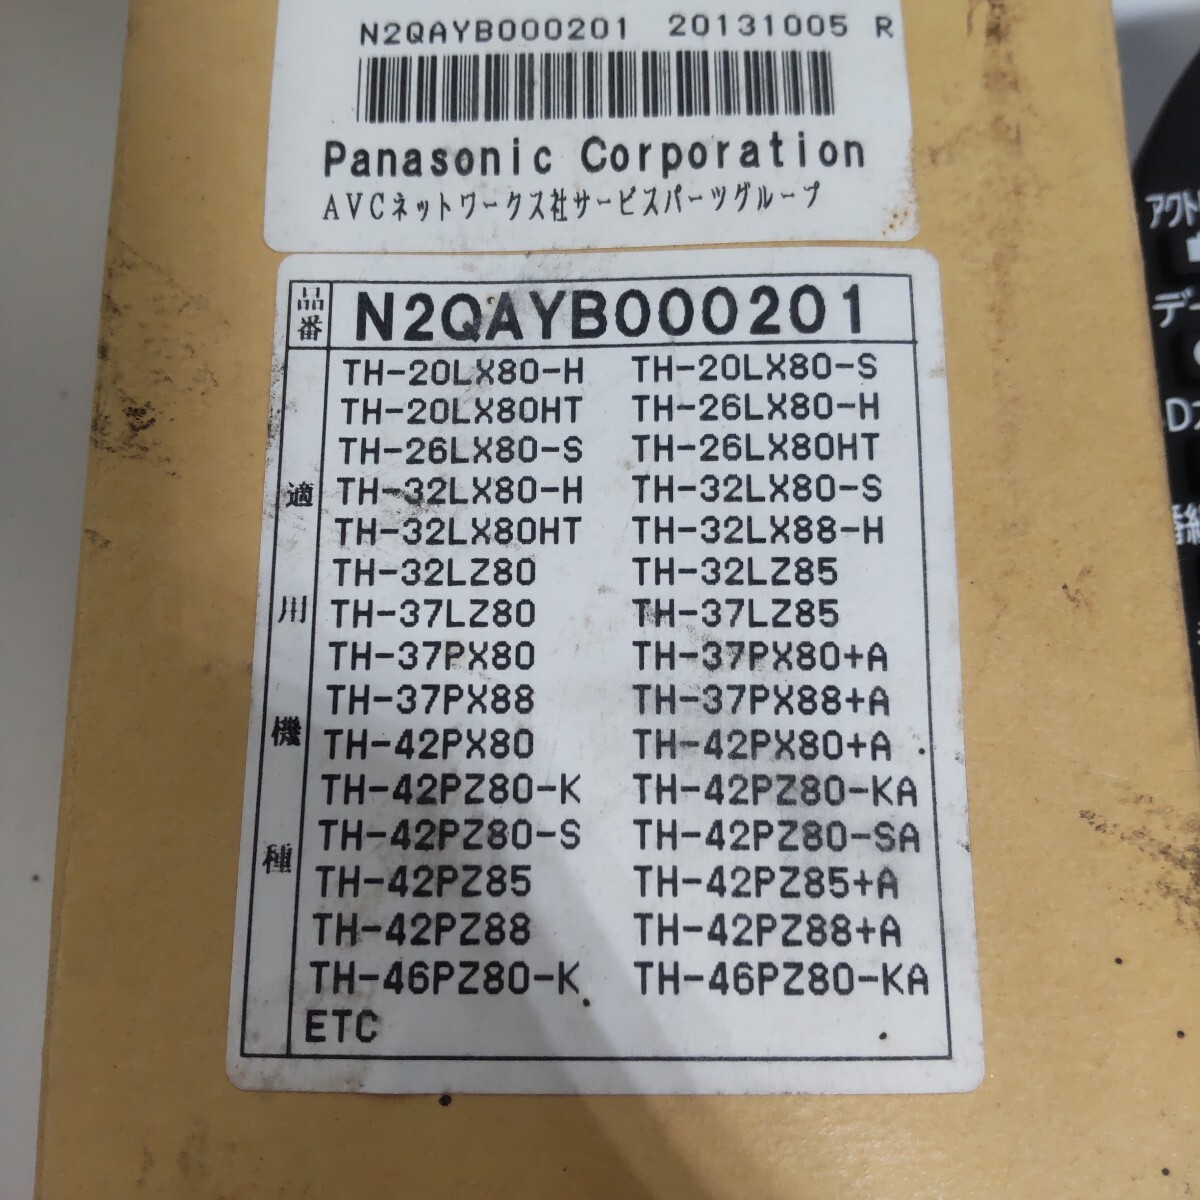 N2QAYB000201 20131005 R
Panasonic Corporation
AVCネットワークス社サービスパーツグループ
品番 N2QAYB000201
適用機種
TH-20LX80-H TH-20LX80-S
TH-20LX80HT TH-26LX80-H
TH-26LX80-S TH-26LX80HT
TH-32LX80-H TH-32LX80-S
TH-32LX80HT TH-32LX88-H
TH-32LZ80 TH-32LZ85
TH-37LZ80 TH-37LZ85
TH-37PX80 TH-37PX80+A
TH-37PX88 TH-37PX88+A
TH-42PX80 TH-42PX80+A
TH-42PZ80-K TH-42PZ80-KA
TH-42PZ80-S TH-42PZ80-SA
TH-42PZ85 TH-42PZ85+A
TH-42PZ88 TH-42PZ88+A
TH-46PZ80-K TH-46PZ80-KA
ETC
アクト
デー